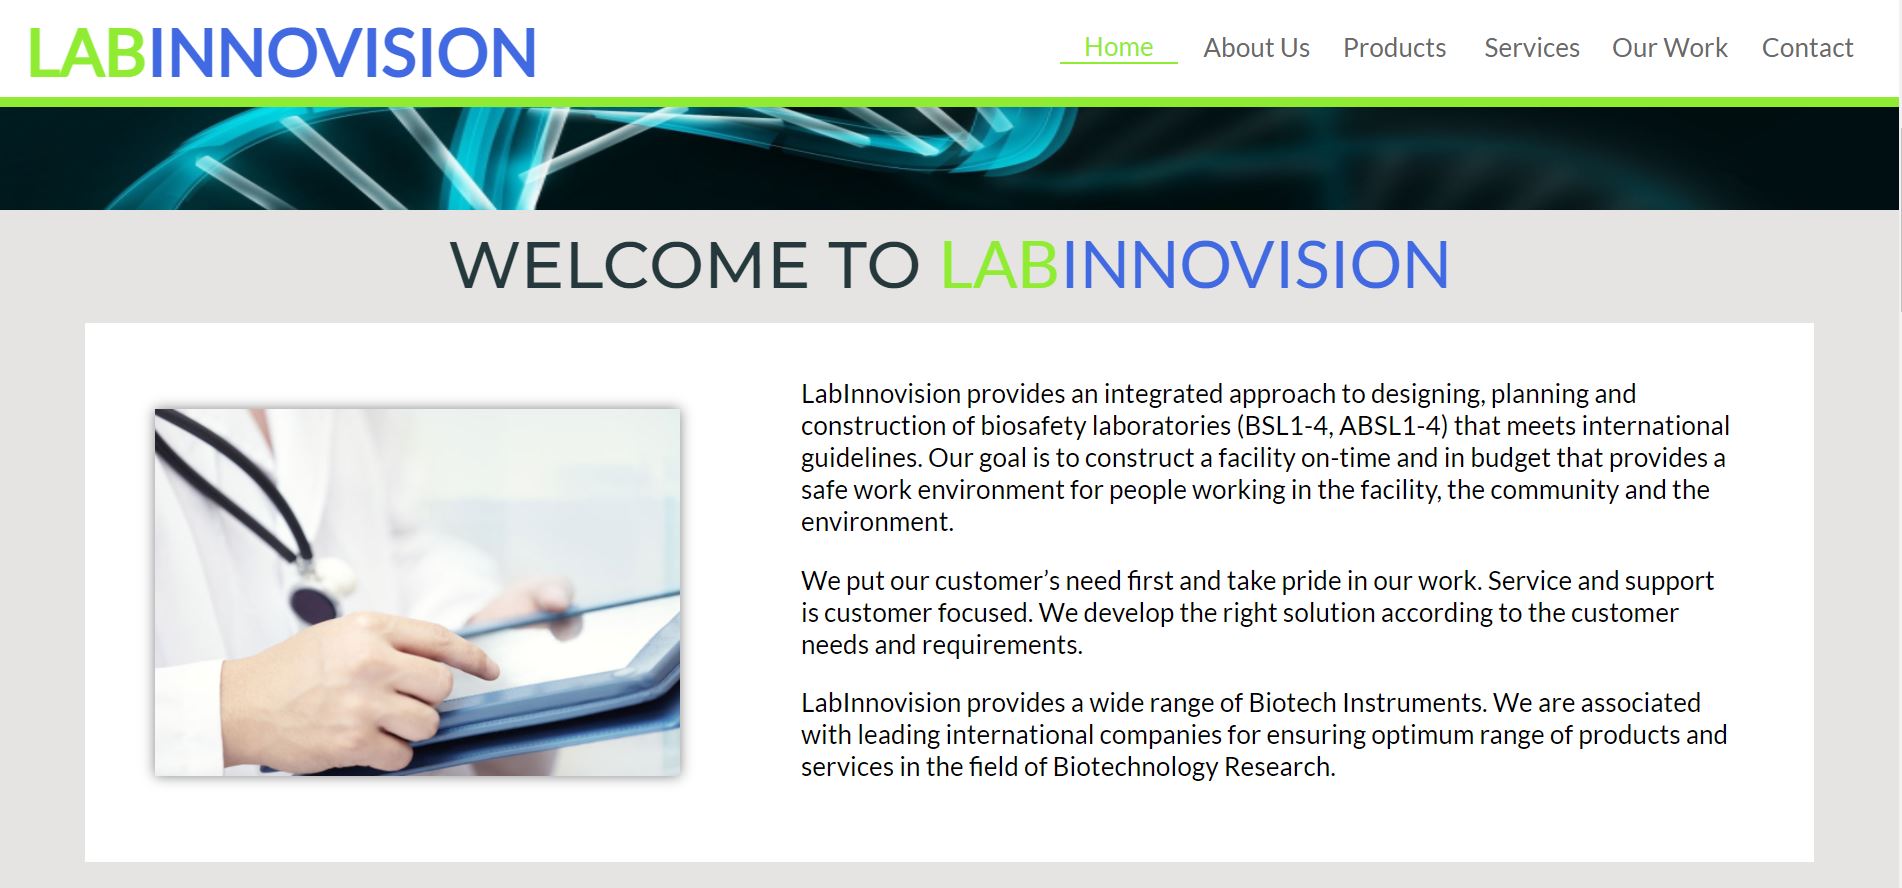 LABINNOVISION
Home About Us Products Services Our Work Contact
WELCOME TO LABINNOVISION
LabInnovision provides an integrated approach to designing, planning and
construction of biosafety laboratories (BSL1-4, ABSL1-4) that meets international
guidelines. Our goal is to construct a facility on-time and in budget that provides a
safe work environment for people working in the facility, the community and the
environment.
We put our customer’s need first and take pride in our work. Service and support
is customer focused. We develop the right solution according to the customer
needs and requirements.
LabInnovision provides a wide range of Biotech Instruments. We are associated
with leading international companies for ensuring optimum range of products and
services in the field of Biotechnology Research.